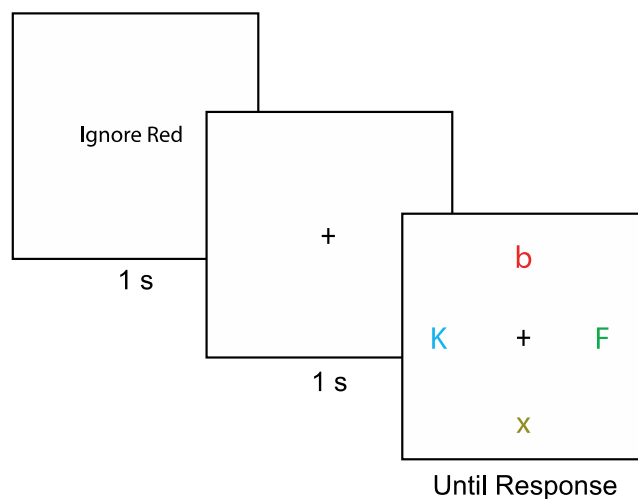 Ignore Red
1 s
+
1 s
b
K + F
x
Until Response